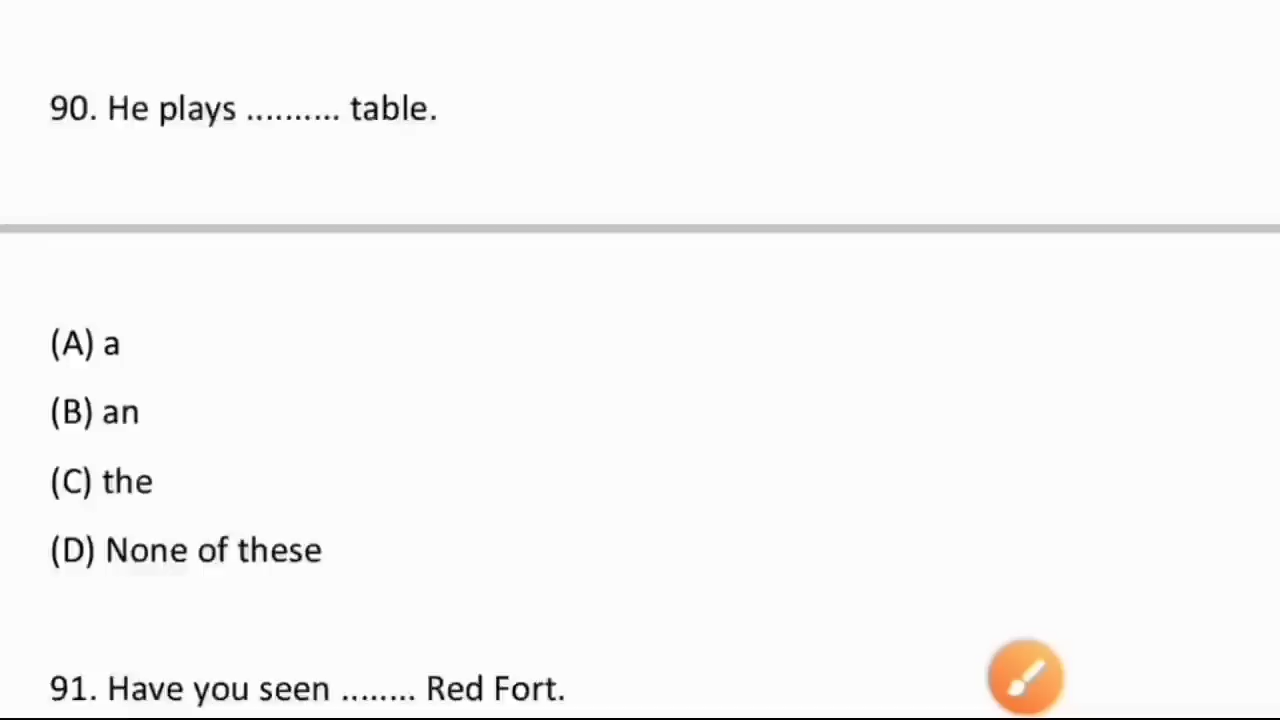 90. He plays .......... table.
(A) a
(B) an
(C) the
(D) None of these
91. Have you seen ........ Red Fort.